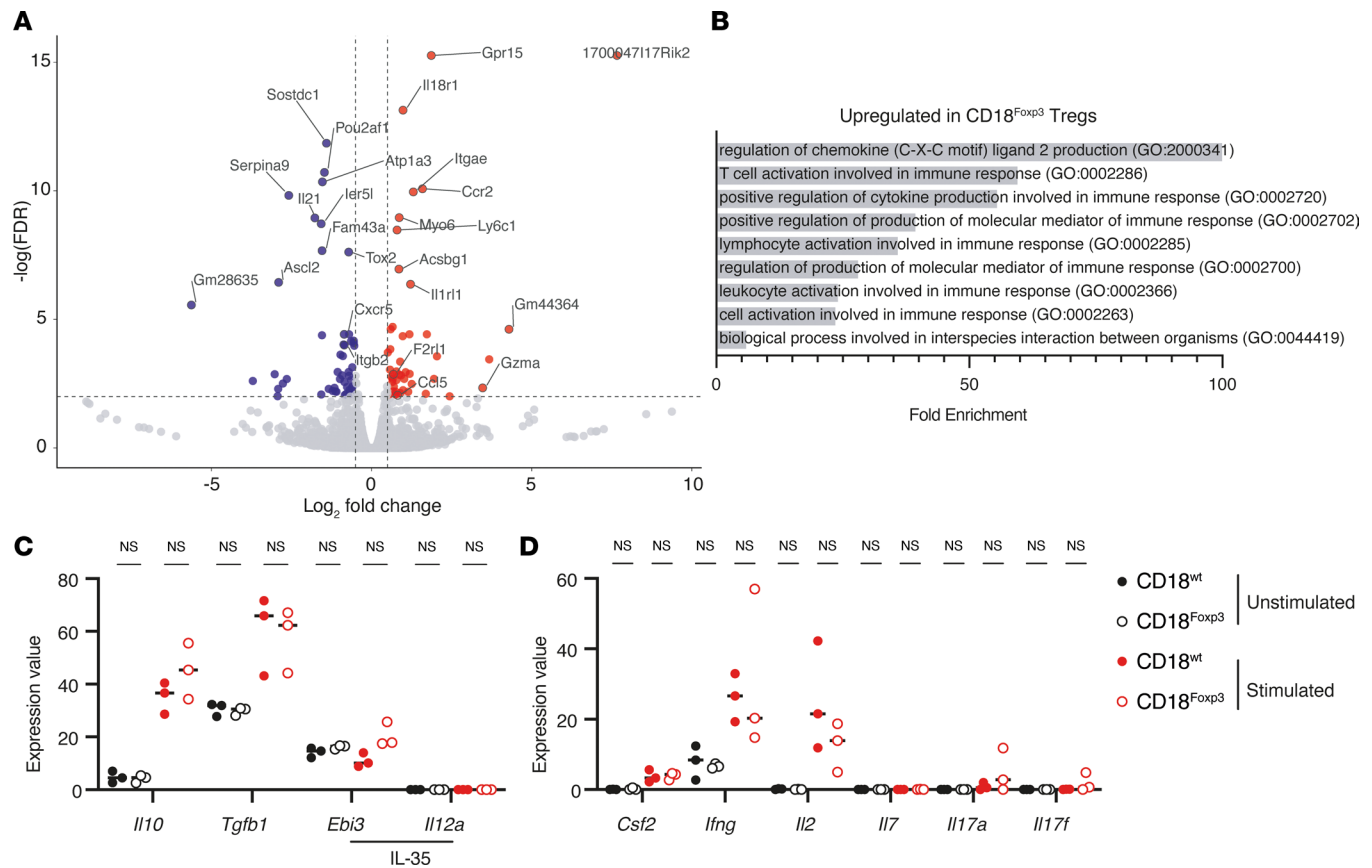 A
-log(FDR)
15
10
5
0
-5
0
5
10
Log2 fold change
Gpr15
1700047I17Rik2
Il18r1
Sostdc1
Pou2af1
Atp1a3
Itgae
Serpina9
Ier5l
Ccr2
Il21
Fam43a
Myo6
Ly6c1
Tox2
Acsbg1
Ascl2
Gm28635
Il1rl1
Gm44364
Cxcr5
Itgb2
F2rl1
Gzma
Ccl5
B
Upregulated in CD18Foxp3 Tregs
regulation of chemokine (C-X-C motif) ligand 2 production (GO:2000341)
T cell activation involved in immune response (GO:0002286)
positive regulation of cytokine production involved in immune response (GO:0002720)
positive regulation of production of molecular mediator of immune response (GO:0002702)
lymphocyte activation involved in immune response (GO:0002285)
regulation of production of molecular mediator of immune response (GO:0002700)
leukocyte activation involved in immune response (GO:0002366)
cell activation involved in immune response (GO:0002263)
biological process involved in interspecies interaction between organisms (GO:0044419)
0
50
100
Fold Enrichment
C
NS NS NS NS NS NS NS NS
Expression value
80
60
40
20
0
Il10 Tgfb1 Ebi3 Il12a
IL-35
D
NS NS NS NS NS NS NS NS NS NS NS NS
Expression value
60
40
20
0
Csf2 Ifng Il2 Il7 Il17a Il17f
CD18wt
CD18Foxp3
Unstimulated
CD18wt
CD18Foxp3
Stimulated